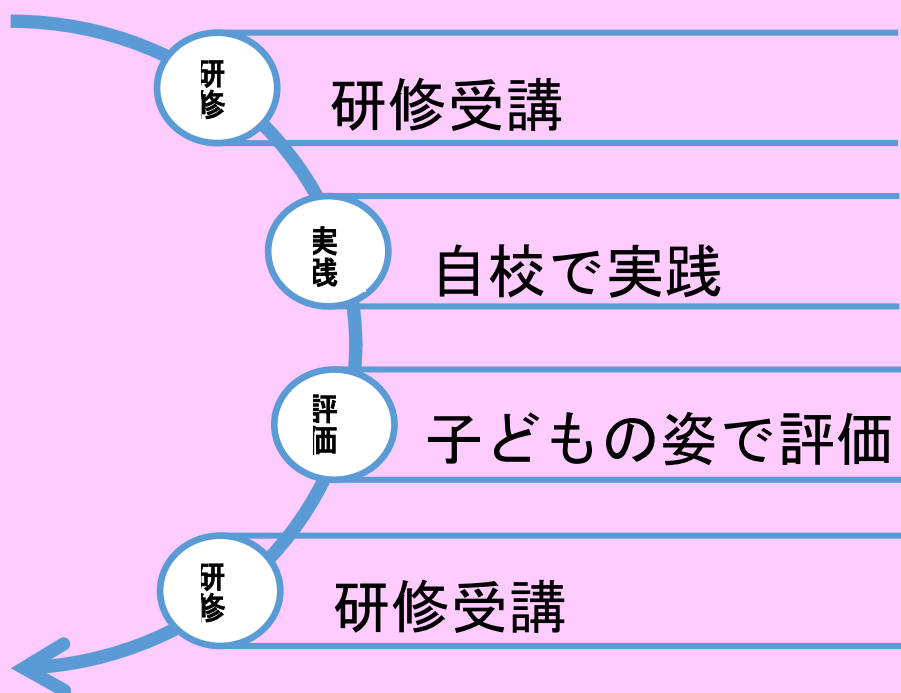 研修
研修受講
実践
自校で実践
評価
子どもの姿で評価
研修
研修受講